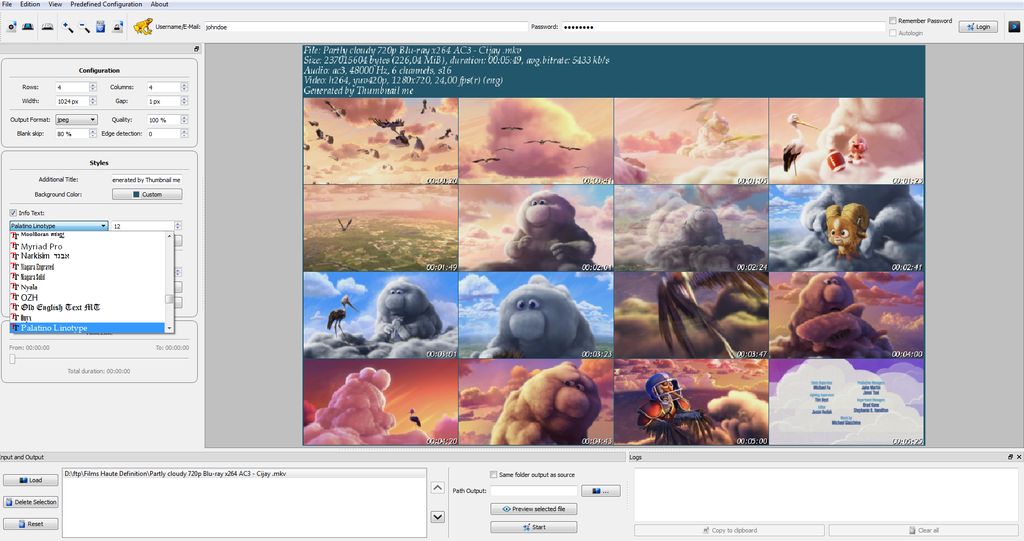 File Edition View Predefined Configuration About
Username/E-Mail: johndoe Password: ●●●●●●●● Remember Password
Autologin
Login
Configuration
Rows: 4 Columns: 4
Width: 1024 px Gap: 1 px
Output Format: jpeg Quality: 100 %
Blank skip: 80 % Edge detection: 0
Styles
Additional Title: enerated by Thumbnail me
Background Color: Custom
Info Text:
Palatino Linotype 12
MoolBoran
Myriad Pro
Narkisim אבגד
Niagara Engraved
Niagara Solid
Nyala
OZH
Old English Text MT
Onyx
Palatino Linotype
From: 00:00:00 To: 00:00:00
Total duration: 00:00:00
File: Partly cloudy 720p Blu-ray x264 AC3 - Cijay .mkv
Size: 237015604 bytes (226,04 MiB), duration: 00:05:49, avg.bitrate: 5433 kb/s
Audio: ac3, 48000 Hz, 6 channels, s16
Video: h264, yuv420p, 1280x720, 24,00 fps(r) (eng)
Generated by Thumbnail me
00:00:20 00:00:41 00:01:05 00:01:23
00:01:49 00:02:04 00:02:24 00:02:41
00:03:01 00:03:23 00:03:47 00:04:00
00:04:20 00:04:43 00:05:00 00:05:25
Input and Output
Load
Delete Selection
Reset
D:\ftp\Films Haute Definition\Partly cloudy 720p Blu-ray x264 AC3 - Cijay .mkv
Same folder output as source
Path Output: ...
Preview selected file
Start
Logs
Copy to clipboard Clear all